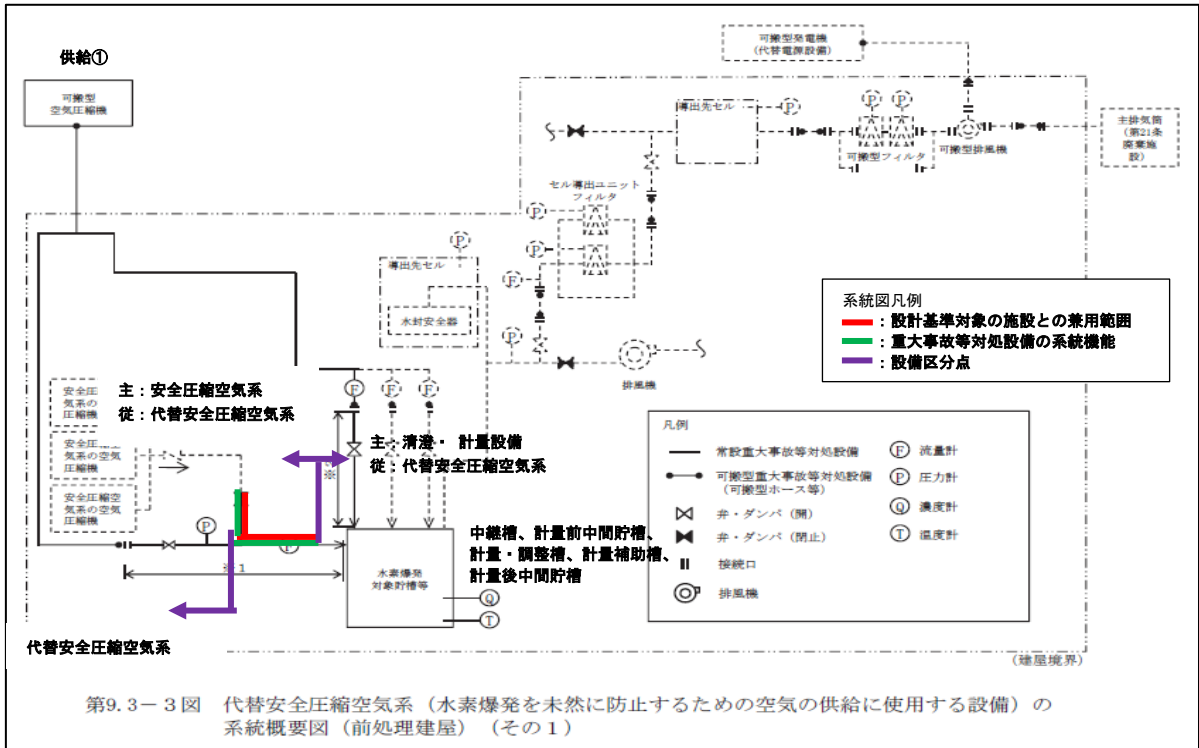 供給①
可搬型
空気圧縮機
可搬型発電機
(代替電源設備)
導出先セル
P
P
P
可搬型フィルタ
可搬型排風機
主排気筒
(第21条
廃棄施
設)
セル導出ユニット
フィルタ
P
P
F
P
導出先セル
水封安全器
P
排風機
系統図凡例
:設計基準対象の施設との兼用範囲
:重大事故等対処設備の系統機能
:設備区分点
安全圧
気系の
圧縮機
主:安全圧縮空気系
従:代替安全圧縮空気系
F
F
F
安全圧縮空
気系の空気
圧縮機
主:清澄・計量設備
従:代替安全圧縮空気系
※
安全圧縮空
気系の空気
圧縮機
P
P
※1
水素爆発
対象貯槽等
中継槽、計量前中間貯槽、
計量・調整槽、計量補助槽、
計量後中間貯槽
Q
T
代替安全圧縮空気系
凡例
常設重大事故等対処設備
可搬型重大事故等対処設備
(可搬型ホース等)
弁・ダンパ(開)
弁・ダンパ(閉止)
接続口
排風機
F 流量計
P 圧力計
Q 濃度計
T 温度計
(建屋境界)
第9.3-3図 代替安全圧縮空気系(水素爆発を未然に防止するための空気の供給に使用する設備)の
系統概要図(前処理建屋)(その1)